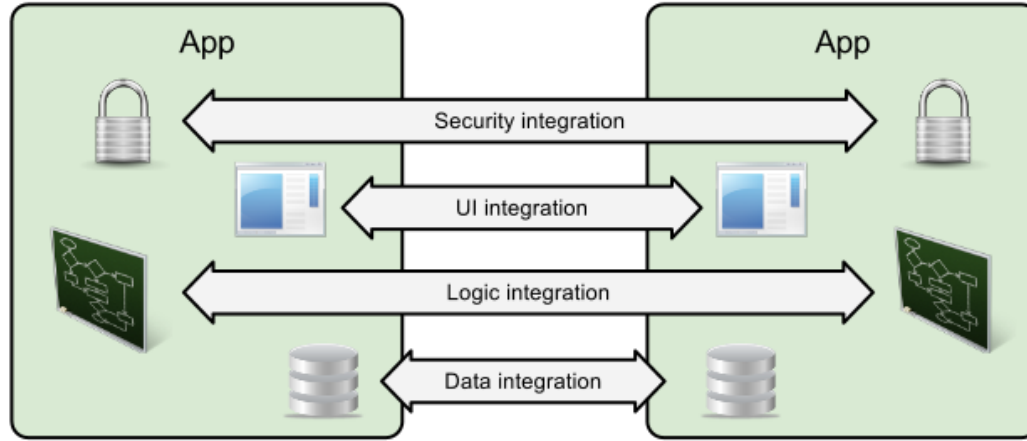 App
App
Security integration
UI integration
Logic integration
Data integration